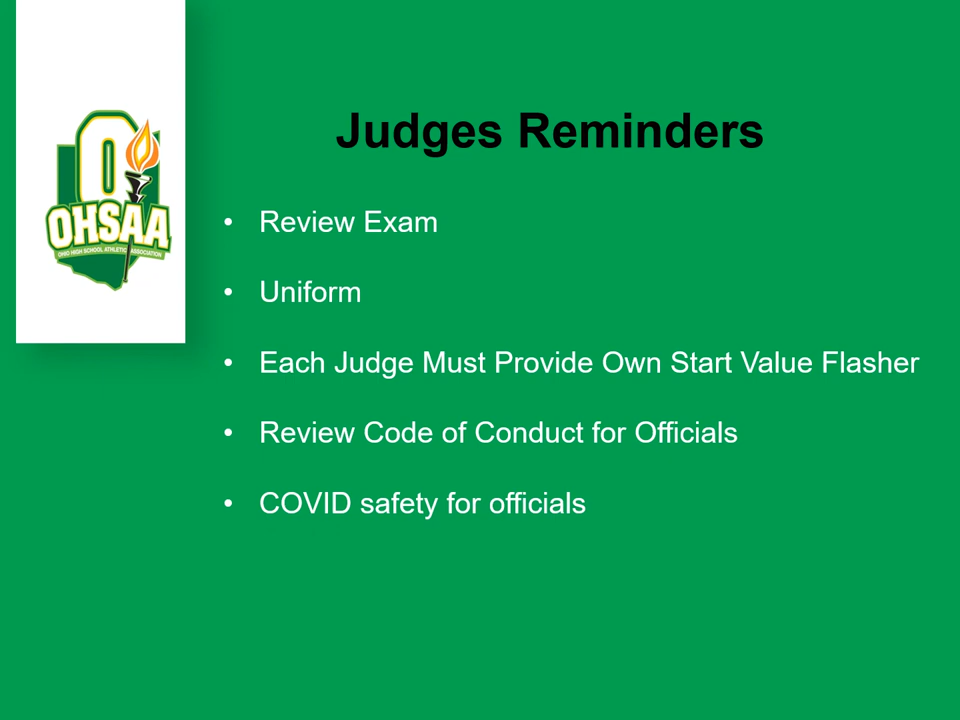 Judges Reminders
OHSAA
OHIO HIGH SCHOOL ATHLETIC ASSOCIATION
• Review Exam
• Uniform
• Each Judge Must Provide Own Start Value Flasher
• Review Code of Conduct for Officials
• COVID safety for officials